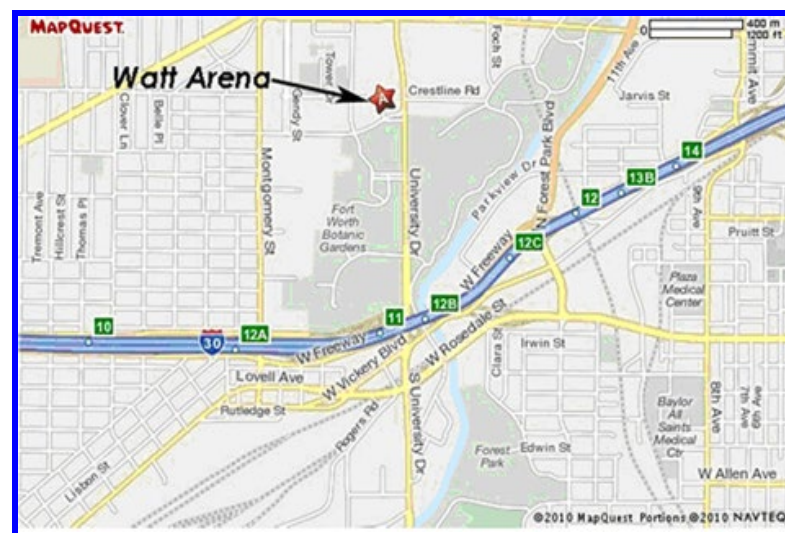 MAPQUEST.
400 m
0
1200 ft
Watt Arena
Tower Dr
Gendy St
Foch St
11th Ave
Summit Ave
Crestline Rd
Jarvis St
Clover Ln
Belle Pl
Montgomery St
University Dr
Parkview Dr
N Forest Park Blvd
14
13B
12
9th Ave
Tremont Ave
Hillcrest St
Thomas Pl
Fort
Worth
Botanic
Gardens
W Freeway
12C
Pruitt St
Plaza
Medical
Center
10
30
12A
11
12B
W Freeway
W Vickery Blvd
W Rosedale St
Clara St
Irwin St
Lovell Ave
Rutledge St
Rogers Rd
S University Dr
8th Ave
7th Ave
Baylor
All
Saints
Medical
Ctr
Lisbon St
Forest
Park
Edwin St
W Allen Ave
©2010 MapQuest Portions ©2010 NAVTEQ